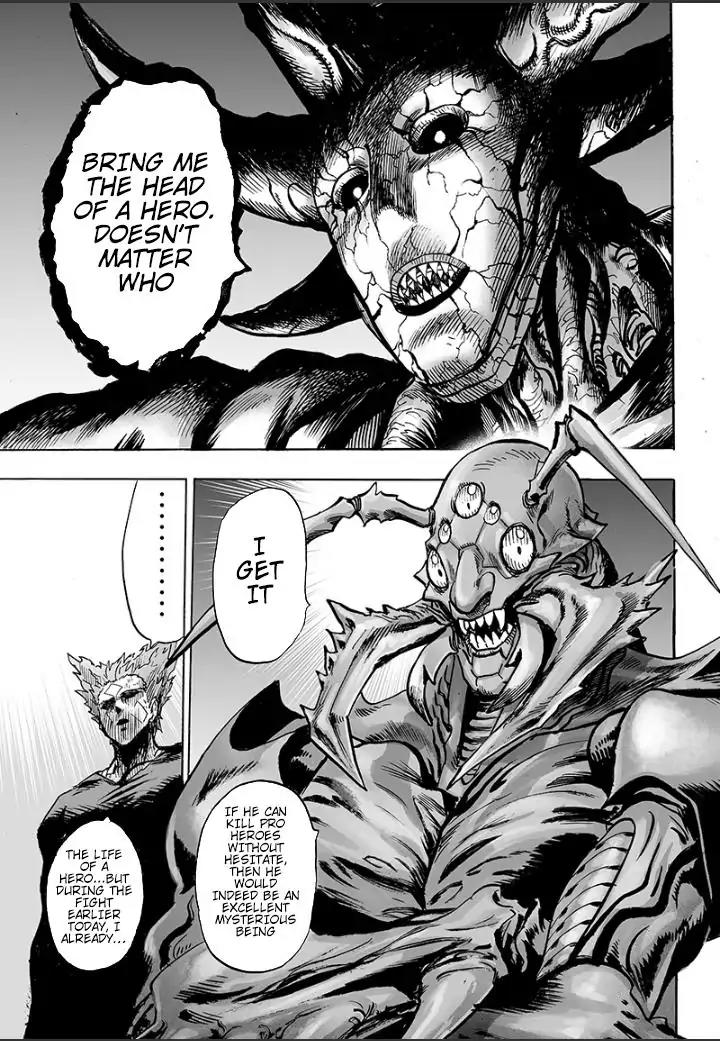 BRING ME
THE HEAD
OF A HERO.
DOESN'T
MATTER
WHO
I
GET
IT
.........
IF HE CAN
KILL PRO
HEROES
WITHOUT
HESITATE,
THEN HE
WOULD
INDEED BE AN
EXCELLENT
MYSTERIOUS
BEING
THE LIFE
OF A
HERO...BUT
DURING THE
FIGHT
EARLIER
TODAY, I
ALREADY...